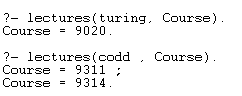 ?- lectures(turing, Course).
Course = 9020.
?- lectures(codd , Course).
Course = 9311 ;
Course = 9314.